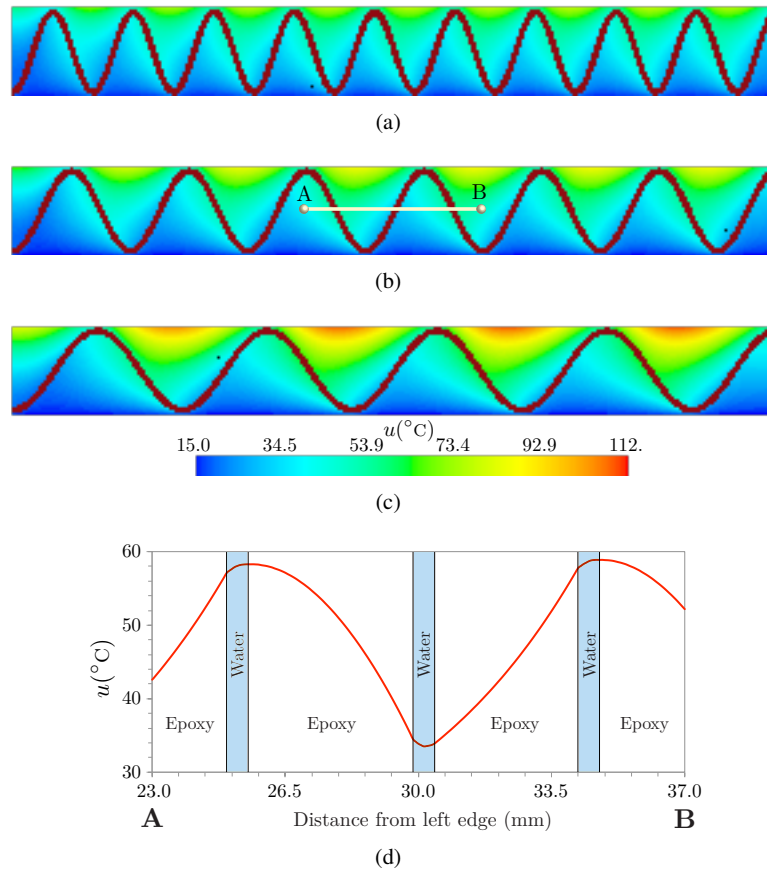 (a)
A
B
(b)
u(°C)
15.0 34.5 53.9 73.4 92.9 112.
(c)
60
50
40
30
u(°C)
Water
Water
Water
Epoxy
Epoxy
Epoxy
Epoxy
23.0 26.5 30.0 33.5 37.0
A Distance from left edge (mm) B
(d)